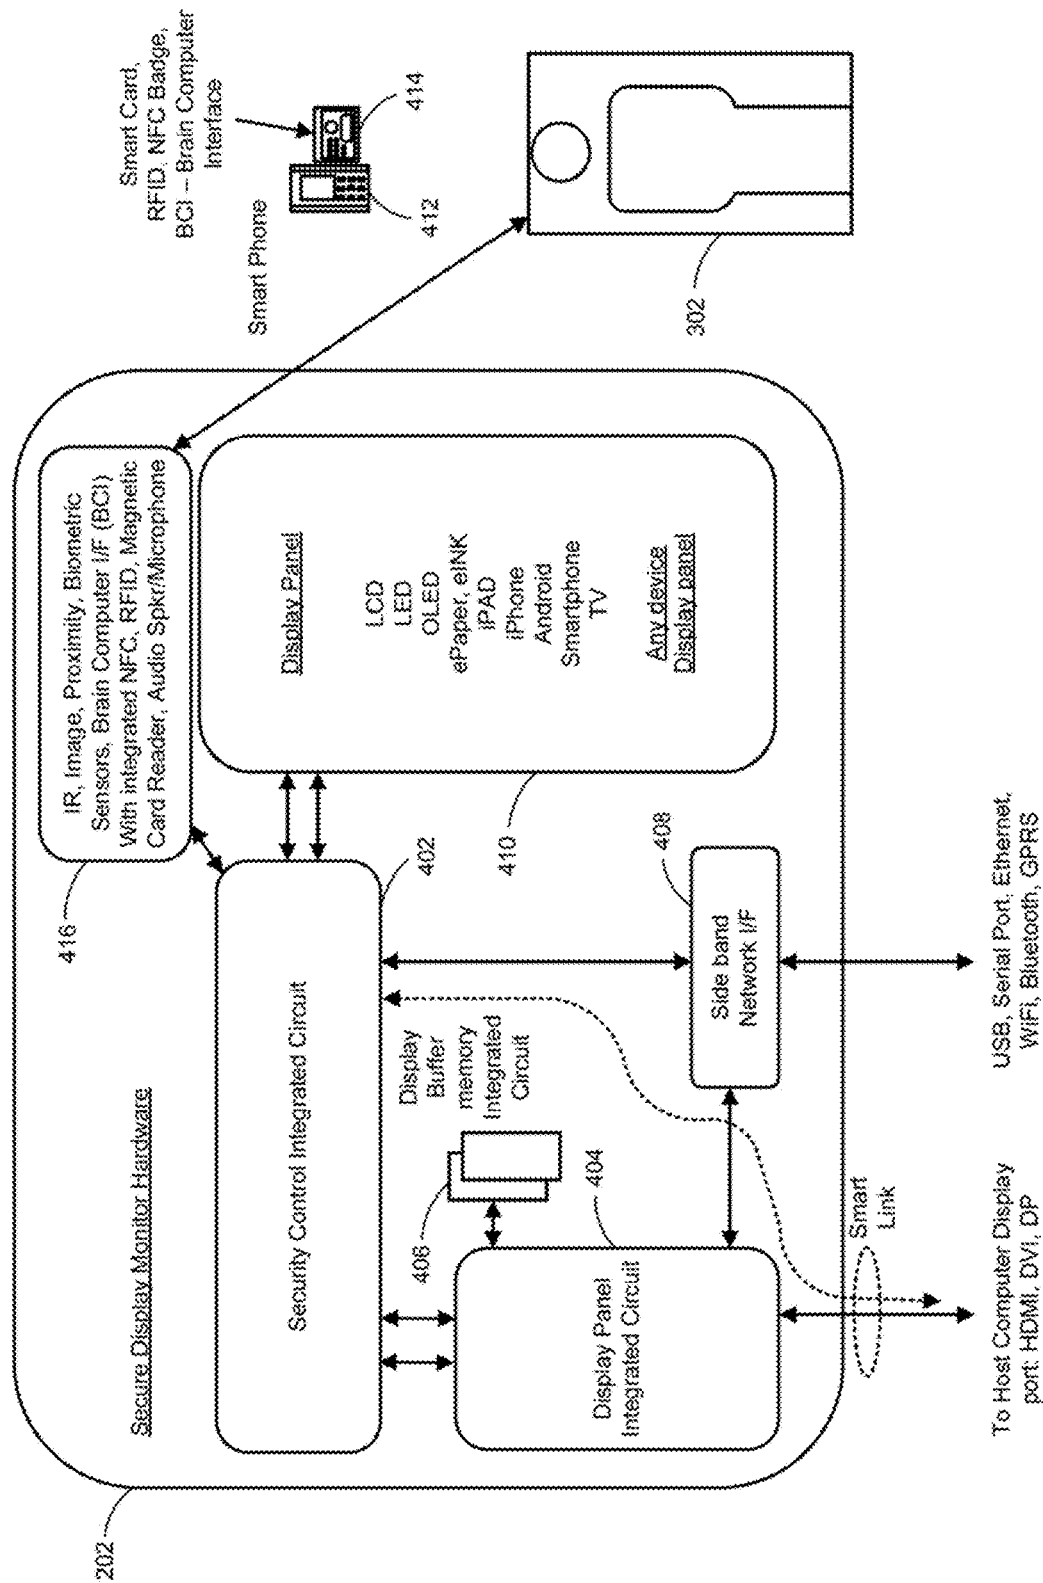 Smart Card,
RFID, NFC Badge,
BCI – Brain Computer
Interface
Smart Phone
414
412
302
IR, Image, Proximity, Biometric
Sensors, Brain Computer I/F (BCI)
With integrated NFC, RFID, Magnetic
Card Reader, Audio Spkr/Microphone
416
Secure Display Monitor Hardware
202
Security Control Integrated Circuit
402
Display Panel
LCD
LED
OLED
ePaper, eINK
iPAD
iPhone
Android
Smartphone
TV
Any device
Display panel
410
Display
Buffer
memory
Integrated
Circuit
406
404
Display Panel
Integrated Circuit
408
Side band
Network I/F
Smart
Link
To Host Computer Display
port: HDMI, DVI, DP
USB, Serial Port, Ethernet,
WiFi, Bluetooth, GPRS